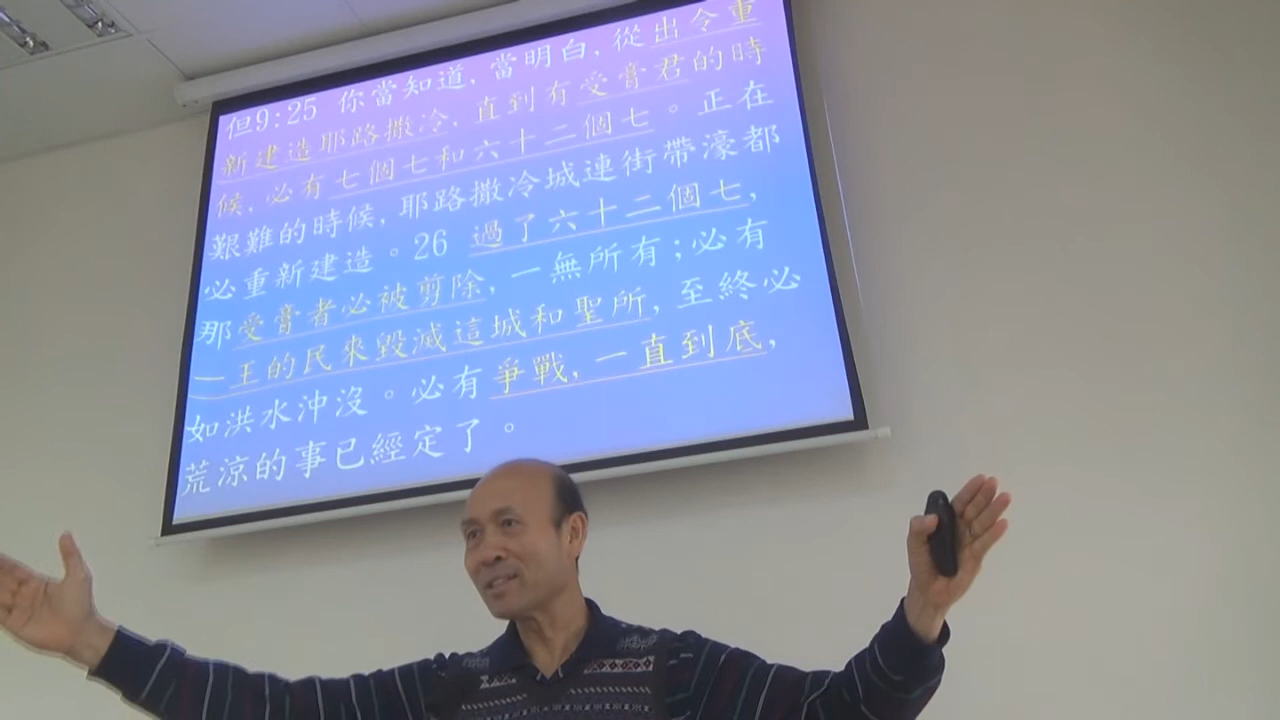 但9:25 你當知道, 當明白, 從出令重
新建造耶路撒冷, 直到有受膏君的時
候, 必有七個七和六十二個七。正在
艱難的時候, 耶路撒冷城連街帶濠都
必重新建造。26 過了六十二個七,
那受膏者必被剪除, 一無所有;必有
一王的民來毀滅這城和聖所, 至終必
如洪水沖沒。必有爭戰, 一直到底,
荒涼的事已經定了。